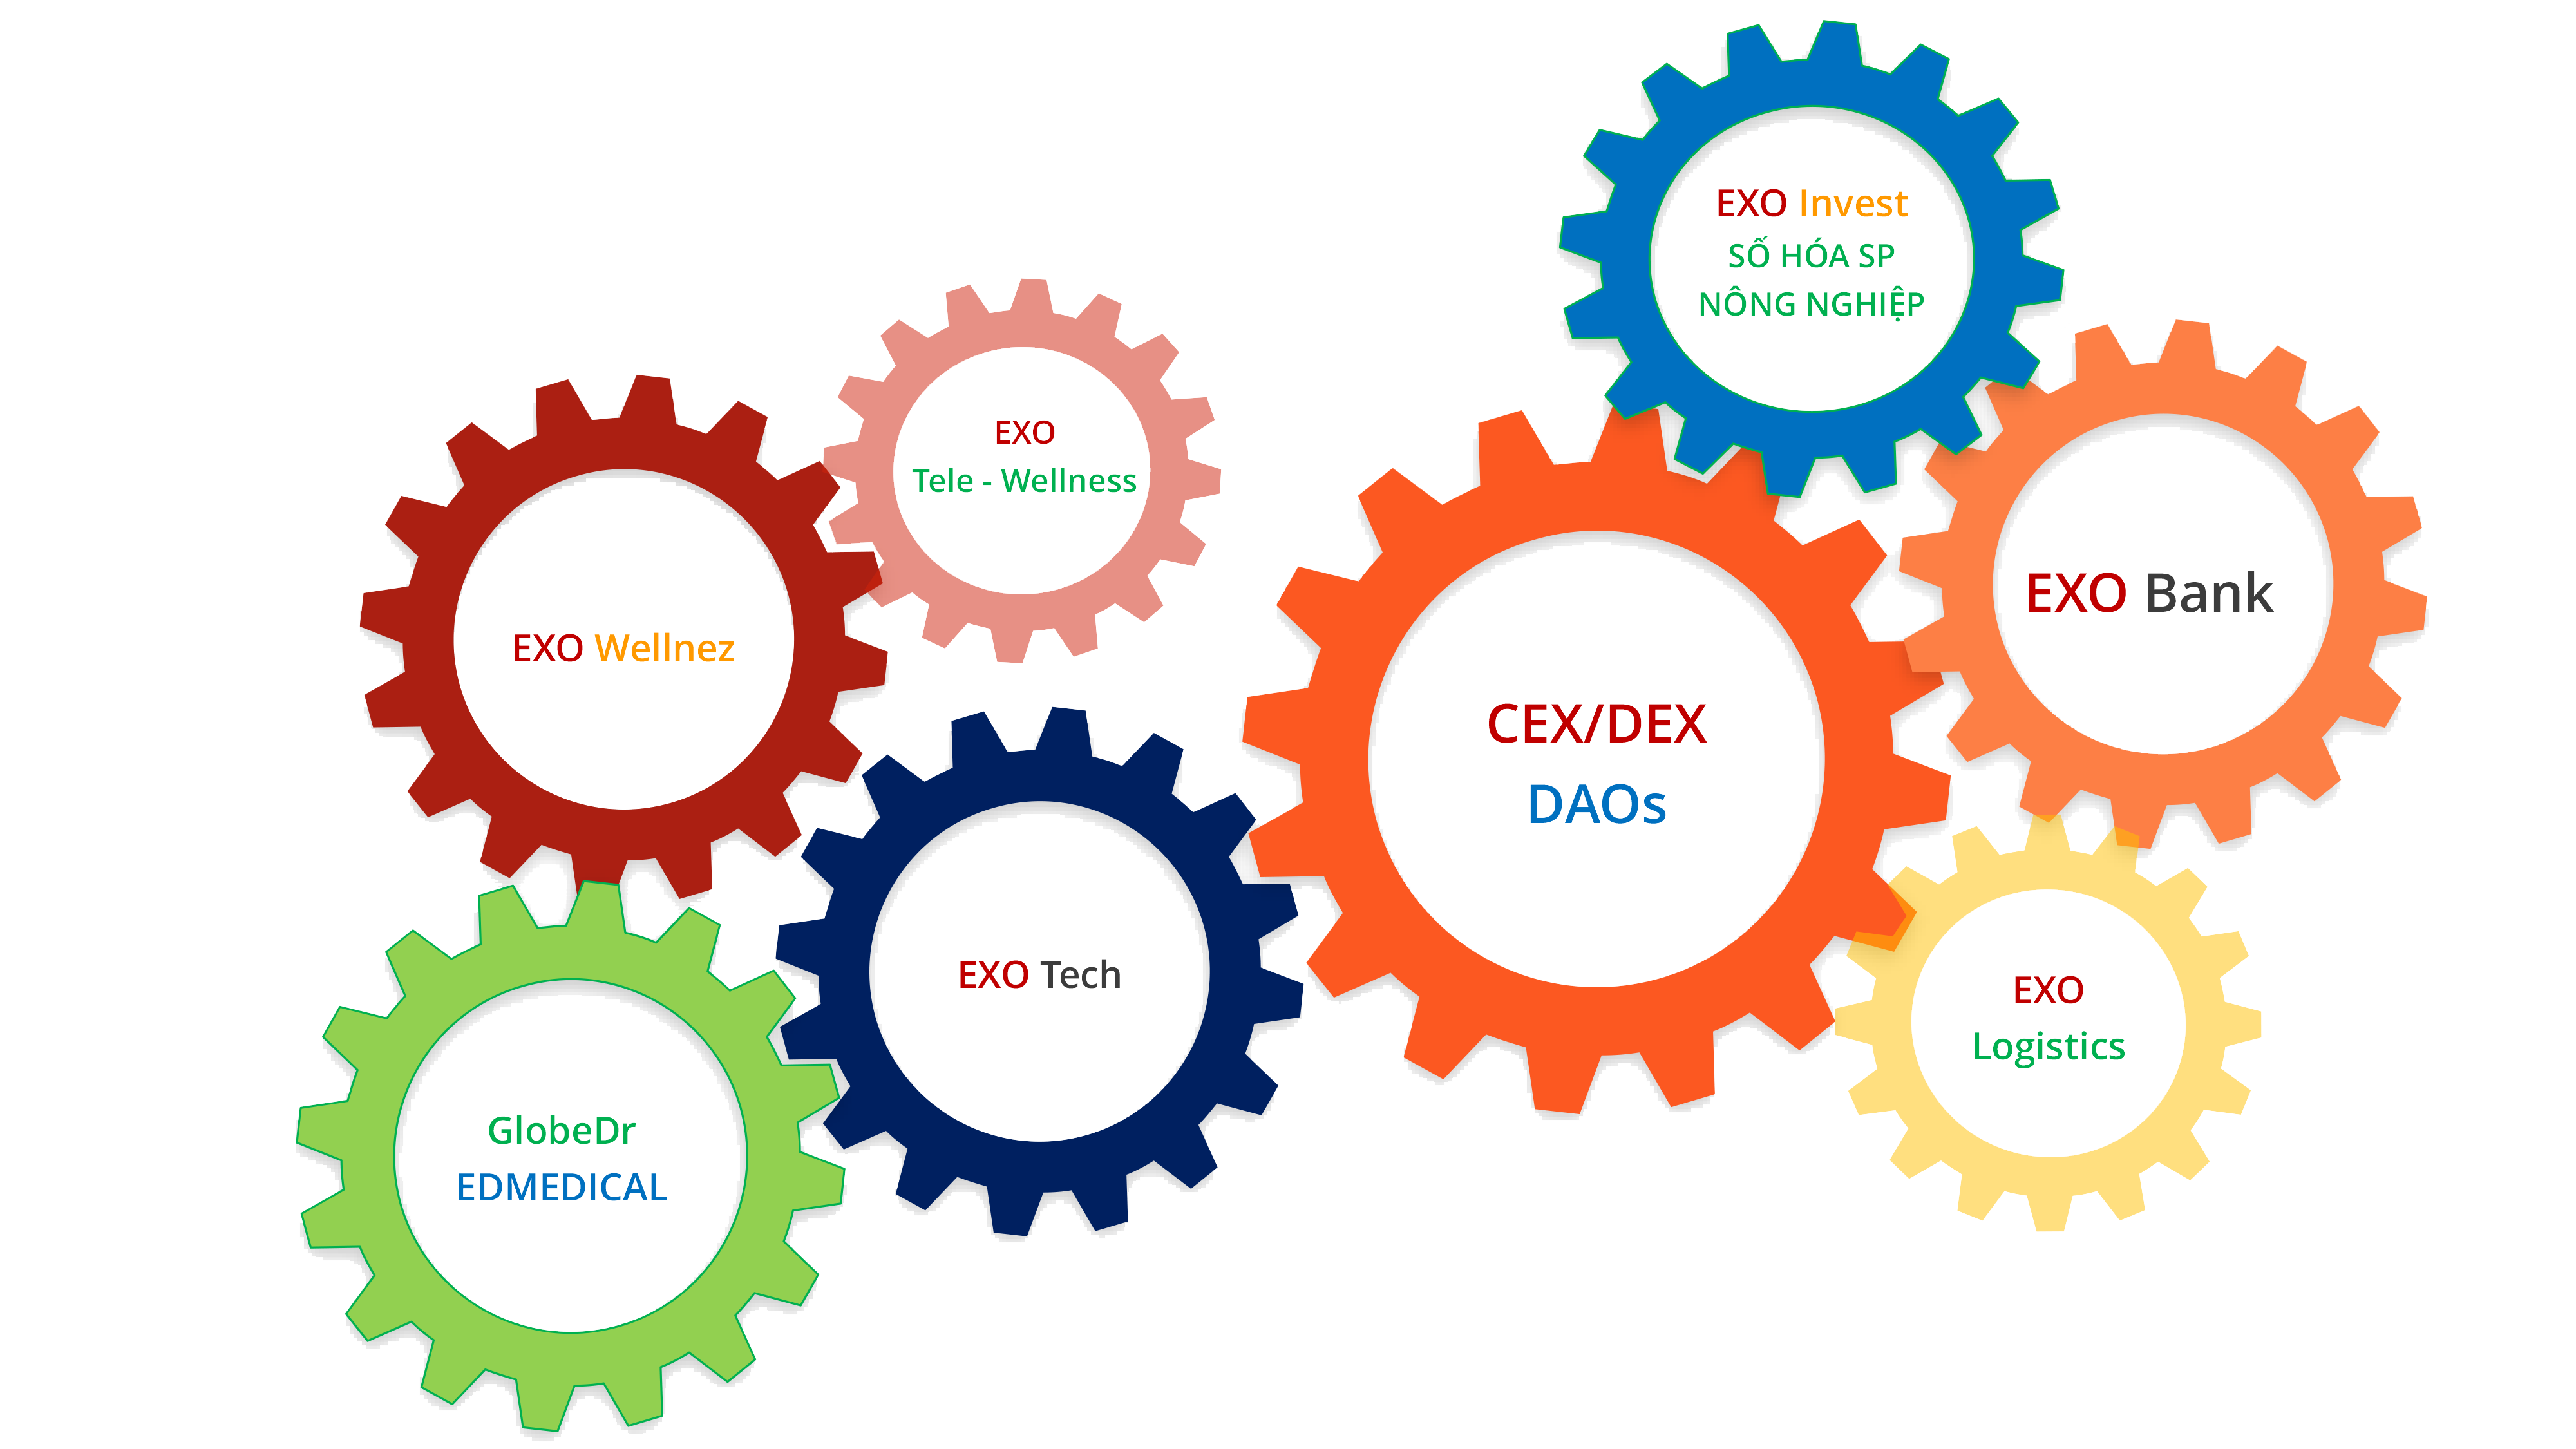 EXO Invest
SỐ HÓA SP
NÔNG NGHIỆP
EXO
Tele - Wellness
EXO Bank
EXO Wellnez
CEX/DEX
DAOs
EXO Tech
EXO
Logistics
GlobeDr
EDMEDICAL